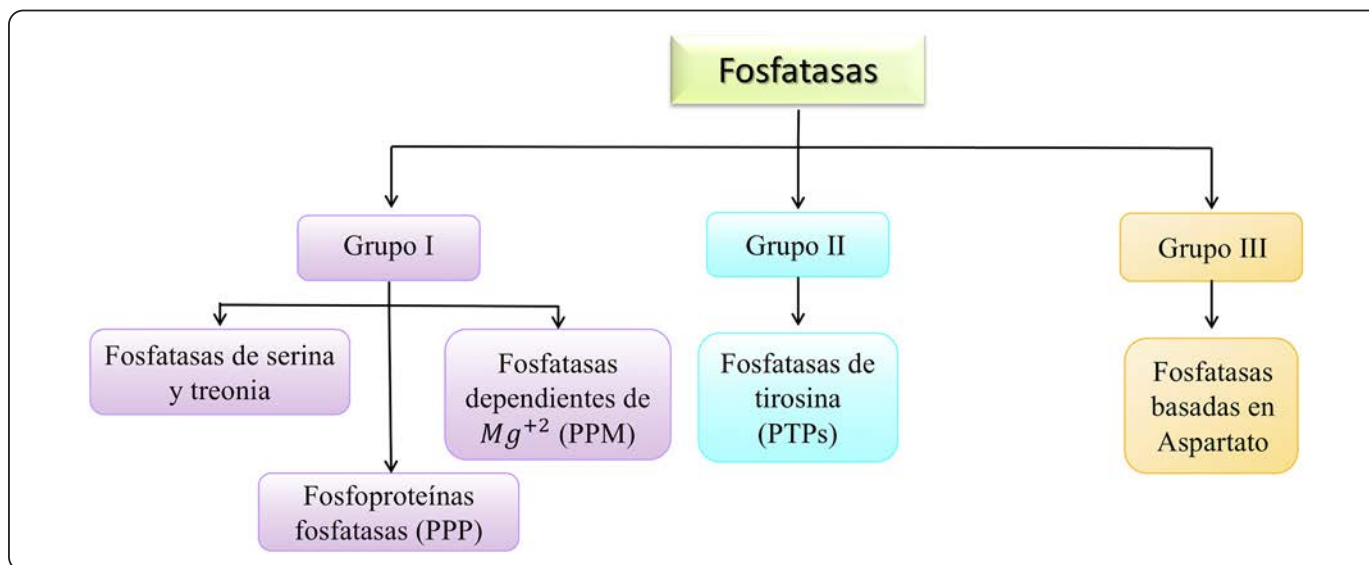 Fosfatasas
Grupo I
Grupo II
Grupo III
Fosfatasas de serina
y treonia
Fosfatasas
dependientes de
Mg⁺² (PPM)
Fosfatasas de
tirosina
(PTPs)
Fosfatasas
basadas en
Aspartato
Fosfoproteínas
fosfatasas (PPP)